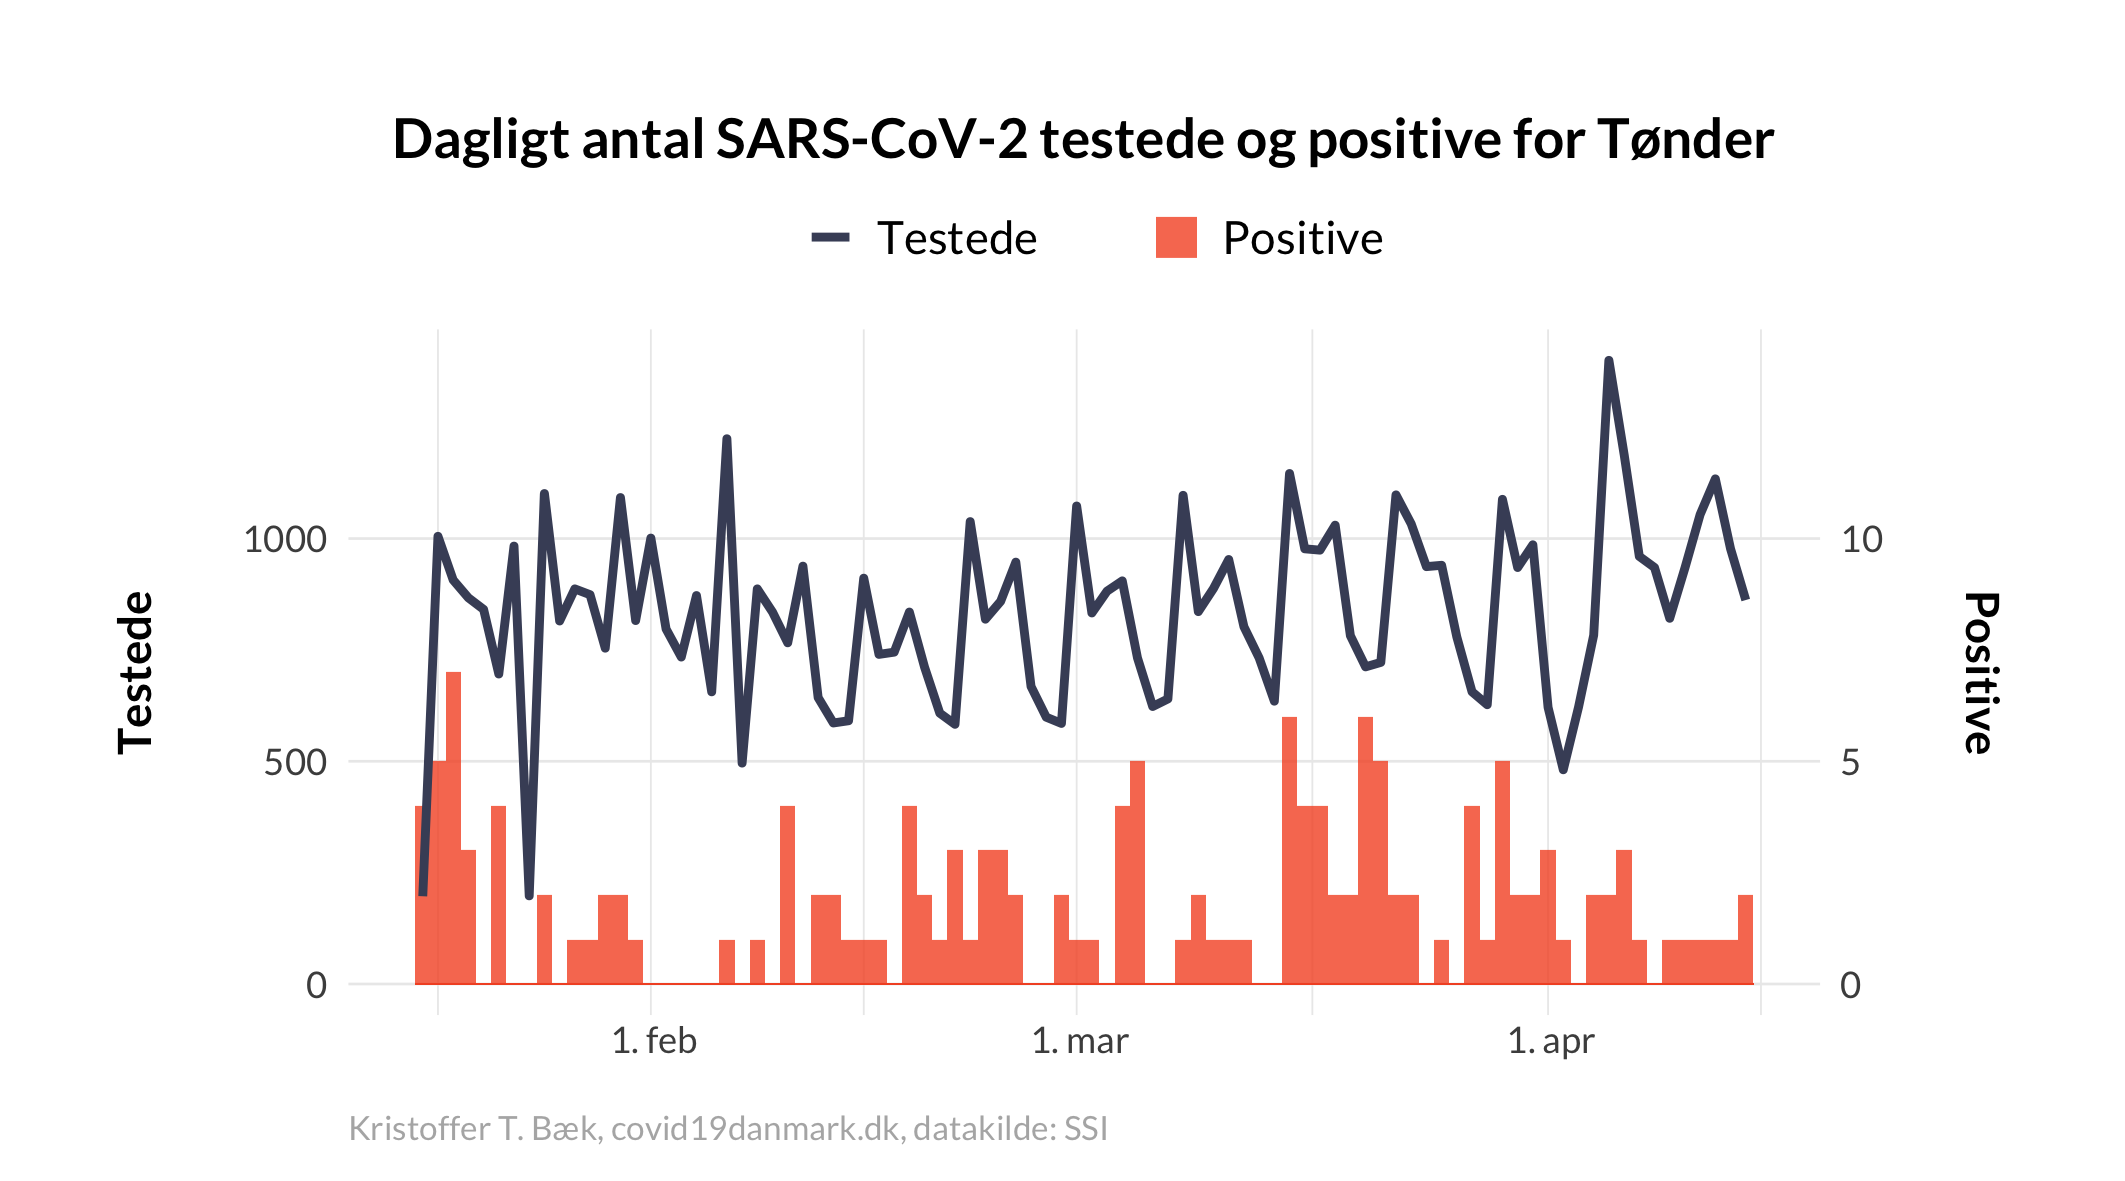 Dagligt antal SARS-CoV-2 testede og positive for Tønder
Testede
Positive
1000
500
0
Testede
10
5
0
Positive
1. feb
1. mar
1. apr
Kristoffer T. Bæk, covid19danmark.dk, datakilde: SSI